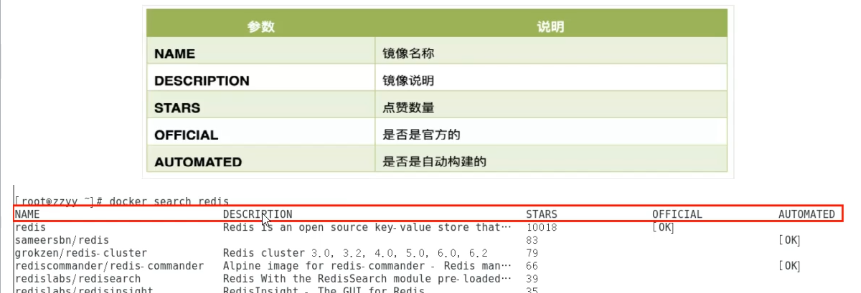 参数 说明
NAME 镜像名称
DESCRIPTION 镜像说明
STARS 点赞数量
OFFICIAL 是否是官方的
AUTOMATED 是否是自动构建的
[root@zzyy ~]# docker search redis
NAME DESCRIPTION STARS OFFICIAL AUTOMATED
redis Redis is an open source key-value store that… 10018 [OK]
sameersbn/redis 83 [OK]
grokzen/redis-cluster Redis cluster 3.0, 3.2, 4.0, 5.0, 6.0, 6.2 79
rediscommander/redis-commander Alpine image for redis-commander - Redis man… 66 [OK]
redislabs/redisearch Redis With the RedisSearch module pre-loaded… 39
redislabs/redisinsight RedisInsight - The GUI for Redis 35